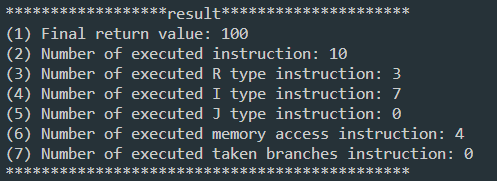 ******************result*********************
(1) Final return value: 100
(2) Number of executed instruction: 10
(3) Number of executed R type instruction: 3
(4) Number of executed I type instruction: 7
(5) Number of executed J type instruction: 0
(6) Number of executed memory access instruction: 4
(7) Number of executed taken branches instruction: 0
*********************************************